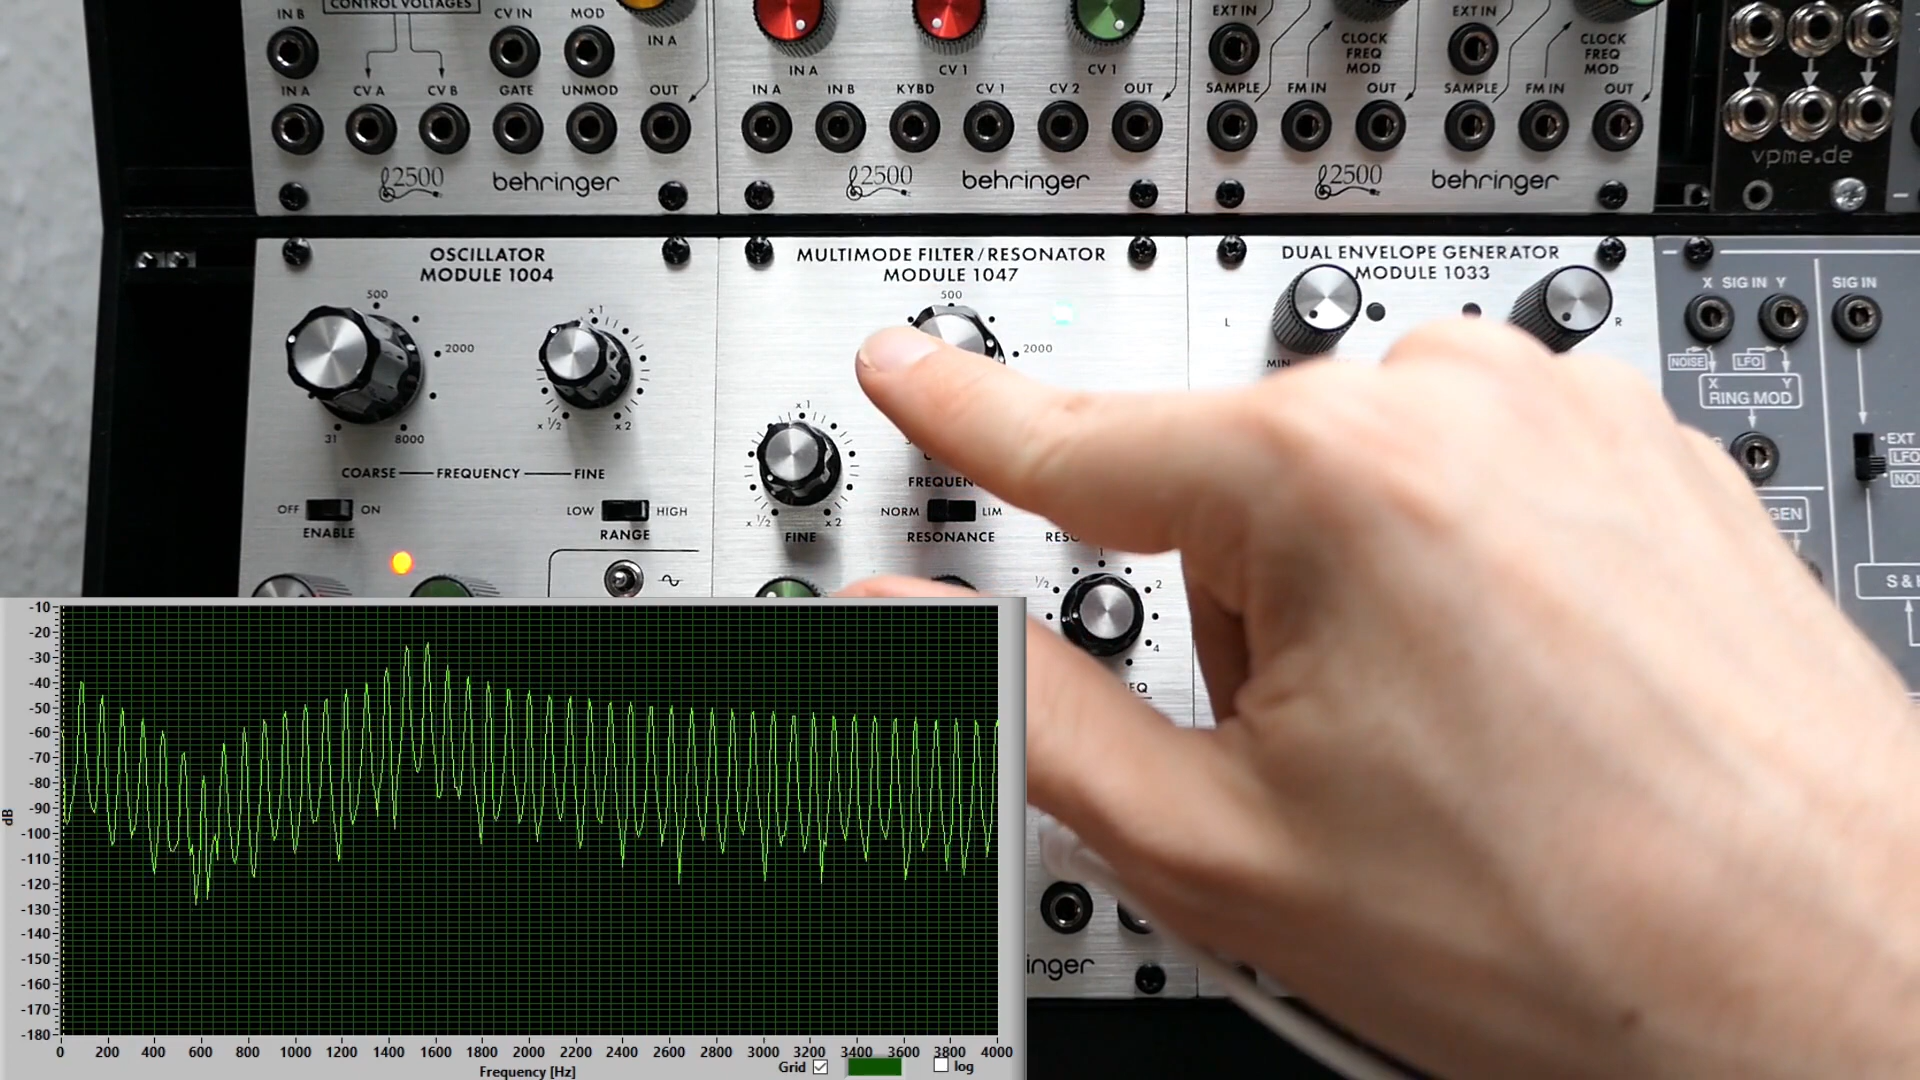 CONTROL VOLTAGES
IN B
CV IN
MOD
IN A
IN A
CV A
CV B
GATE
UNMOD
OUT
2500
behringer
IN A
CV 1
CV 1
IN A
IN B
KYBD
CV 1
CV 2
OUT
2500
behringer
EXT IN
CLOCK
FREQ
MOD
EXT IN
CLOCK
FREQ
MOD
SAMPLE
FM IN
OUT
SAMPLE
FM IN
OUT
2500
behringer
vpme.de
OSCILLATOR
MODULE 1004
500
2000
31
8000
x 1
x ½
x 2
COARSE FREQUENCY FINE
OFF
ON
ENABLE
LOW
HIGH
RANGE
MULTIMODE FILTER/RESONATOR
MODULE 1047
500
2000
x 1
x ½
x 2
FINE
FREQUEN
NORM
LIM
RESONANCE
RESO
½
1
2
4
EQ
inger
DUAL ENVELOPE GENERATOR
MODULE 1033
L
R
MIN
X SIG IN Y
SIG IN
NOISE
LFO
X
Y
RING MOD
EXT
LFO
NOI
GEN
S & H
-10
-20
-30
-40
-50
-60
-70
-80
-90
-100
-110
-120
-130
-140
-150
-160
-170
-180
dB
0 200 400 600 800 1000 1200 1400 1600 1800 2000 2200 2400 2600 2800 3000 3200 3400 3600 3800 4000
Frequency [Hz]
Grid
log